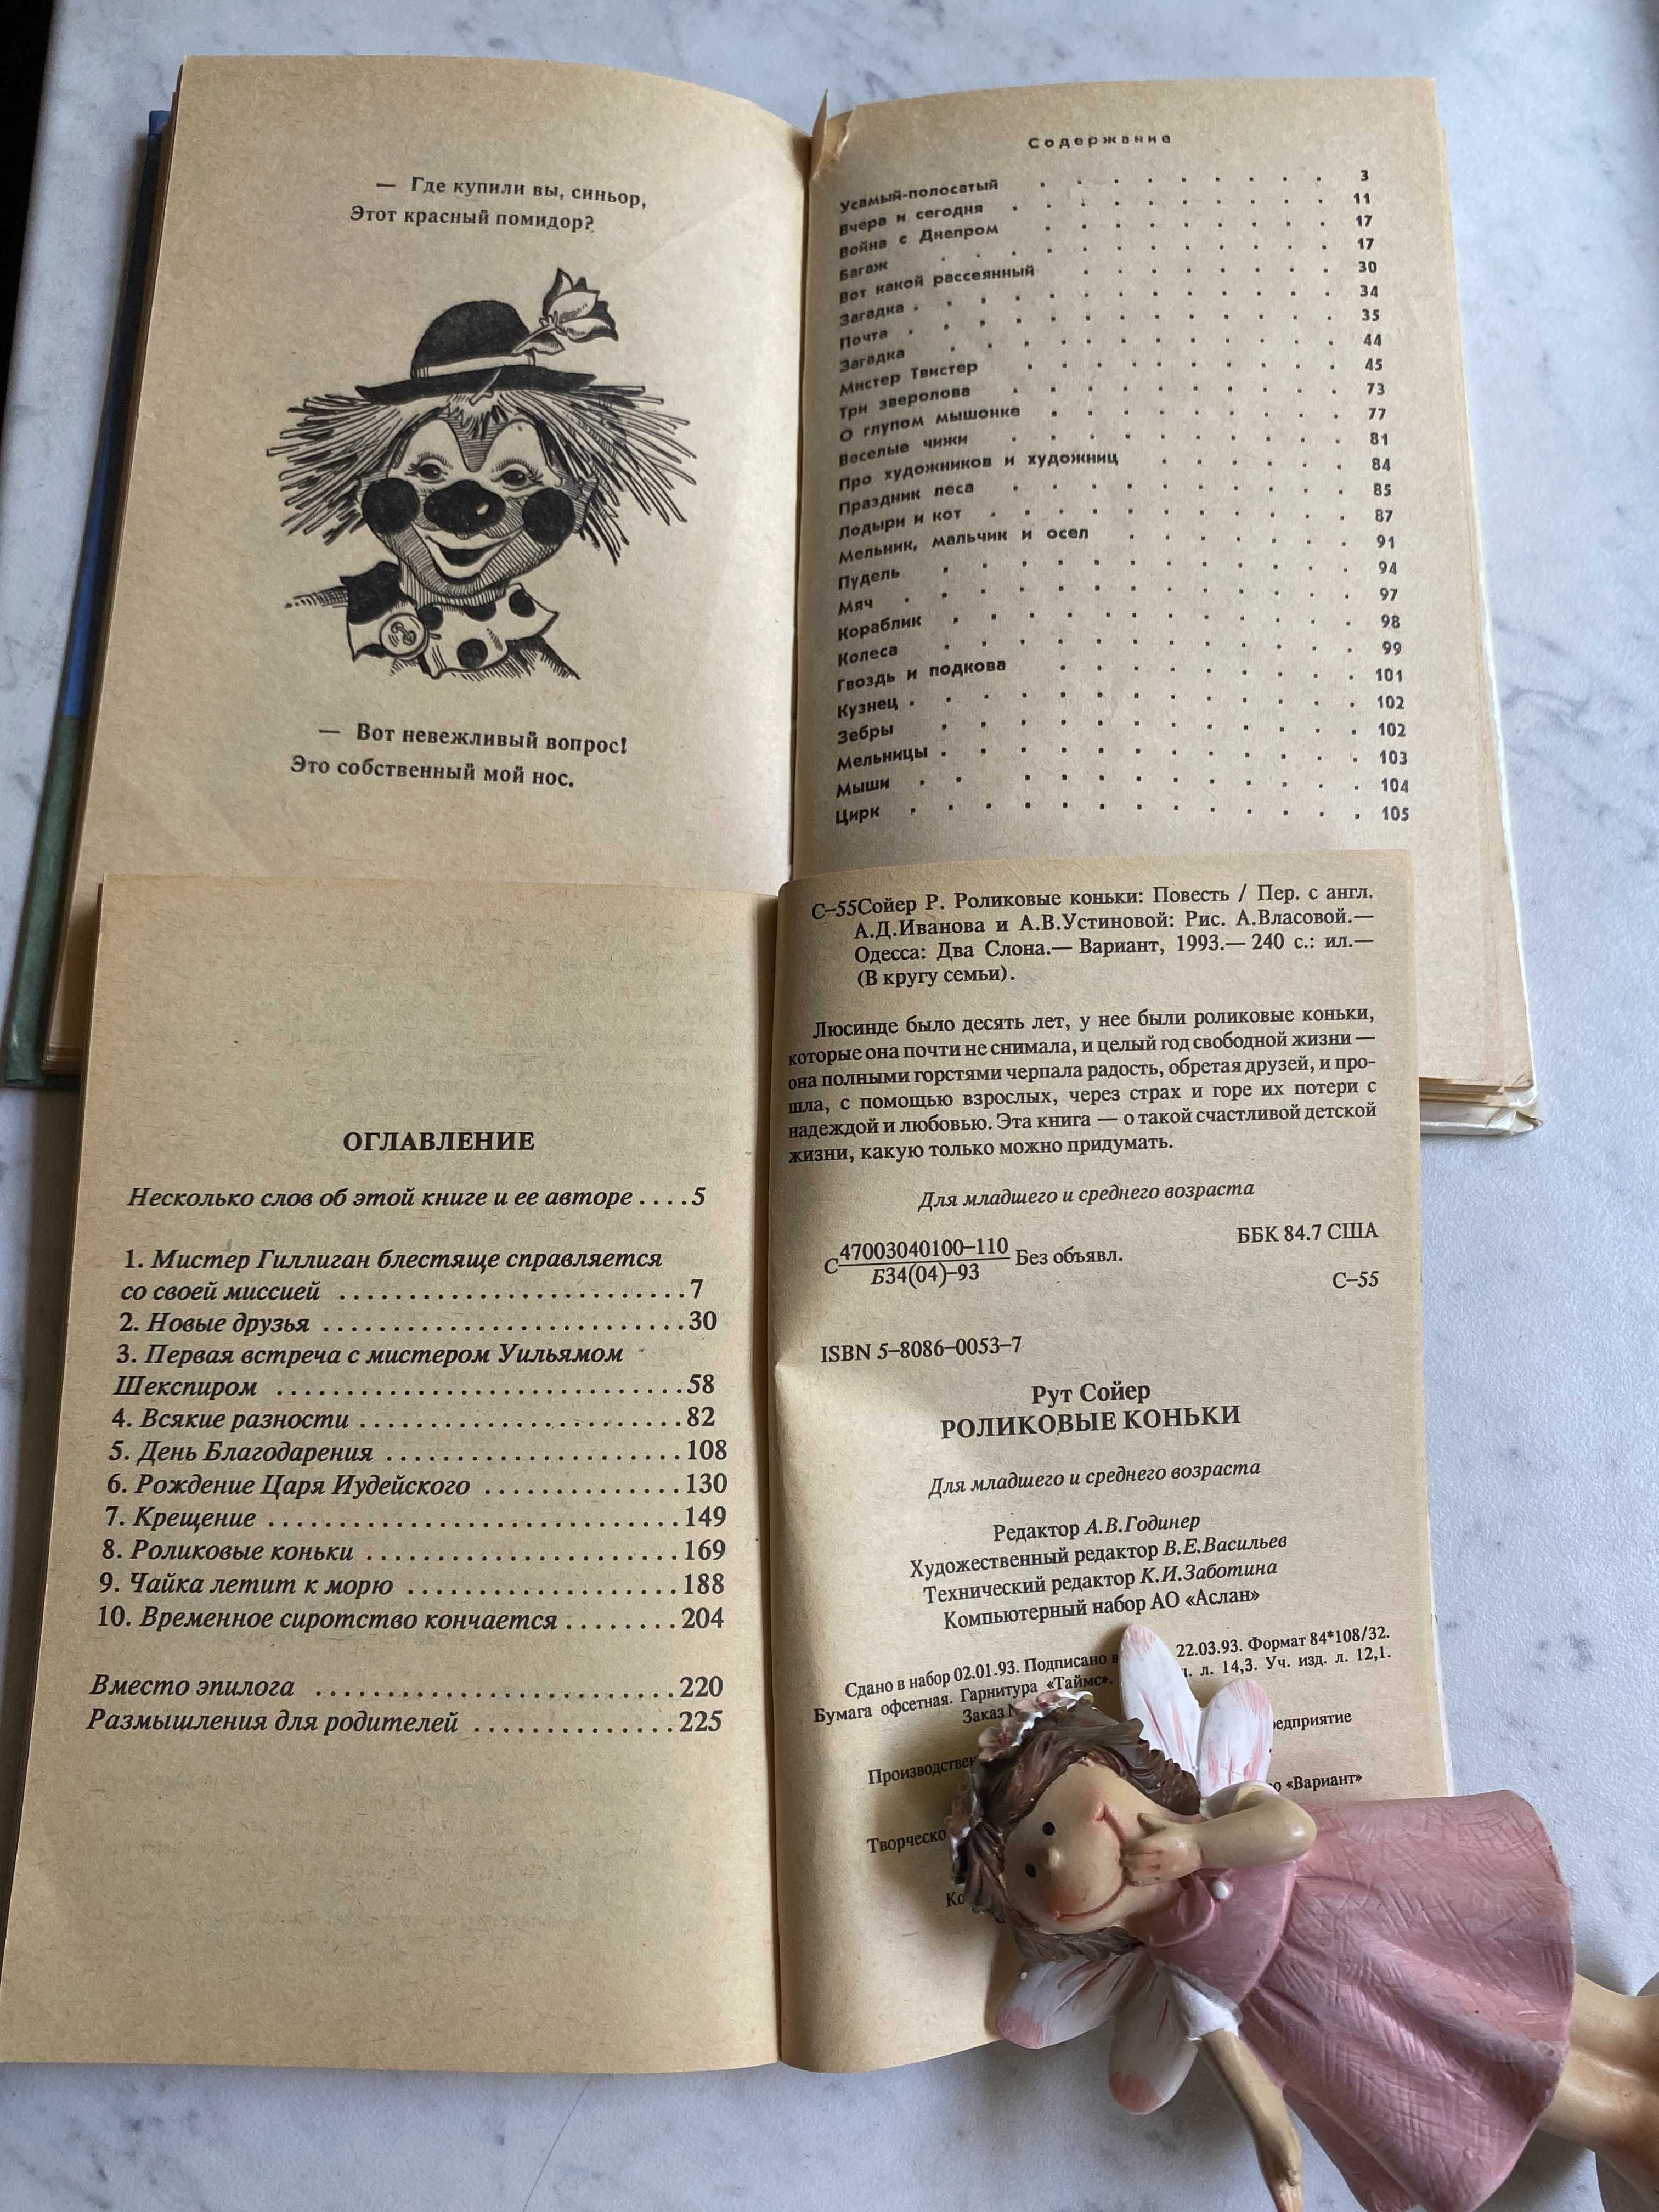 — Где купили вы, синьор,
Этот красный помидор?
— Вот невежливый вопрос!
Это собственный мой нос.
Содержание
Усамый-полосатый . . . . . . . . . 3
Вчера и сегодня . . . . . . . . . . 11
Война с Днепром . . . . . . . . . 17
Багаж . . . . . . . . . . . . 17
Вот какой рассеянный . . . . . . . . 30
Загадка . . . . . . . . . . . . 34
Почта . . . . . . . . . . . . 35
Загадка . . . . . . . . . . . 44
Мистер Твистер . . . . . . . . . 45
Три зверолова . . . . . . . . . . 73
О глупом мышонке . . . . . . . . . 77
Веселые чижи . . . . . . . . . . 81
Про художников и художниц . . . . . . 84
Праздник леса . . . . . . . . . . 85
Лодыри и кот . . . . . . . . . . 87
Мельник, мальчик и осел . . . . . . . 91
Пудель . . . . . . . . . . . 94
Мяч . . . . . . . . . . . . 97
Кораблик . . . . . . . . . . . 98
Колеса . . . . . . . . . . . 99
Гвоздь и подкова . . . . . . . . 101
Кузнец . . . . . . . . . . . . 102
Зебры . . . . . . . . . . . 102
Мельницы . . . . . . . . . . . 103
Мыши . . . . . . . . . . . . 104
Цирк . . . . . . . . . . . . 105
ОГЛАВЛЕНИЕ
Несколько слов об этой книге и ее авторе . . . . 5
1. Мистер Гиллиган блестяще справляется
со своей миссией . . . . . . . . . . . . . . . . . . . . . . . . 7
2. Новые друзья . . . . . . . . . . . . . . . . . . . . . . . . . 30
3. Первая встреча с мистером Уильямом
Шекспиром . . . . . . . . . . . . . . . . . . . . . . . . . . . . 58
4. Всякие разности . . . . . . . . . . . . . . . . . . . . . . . 82
5. День Благодарения . . . . . . . . . . . . . . . . . . . . . 108
6. Рождение Царя Иудейского . . . . . . . . . . . . . . 130
7. Крещение . . . . . . . . . . . . . . . . . . . . . . . . . . . . 149
8. Роликовые коньки . . . . . . . . . . . . . . . . . . . . . . 169
9. Чайка летит к морю . . . . . . . . . . . . . . . . . . . 188
10. Временное сиротство кончается . . . . . . . . 204
Вместо эпилога . . . . . . . . . . . . . . . . . . . . . . . . . 220
Размышления для родителей . . . . . . . . . . . . . . 225
С–55Сойер Р. Роликовые коньки: Повесть / Пер. с англ.
А.Д.Иванова и А.В.Устиновой: Рис. А.Власовой.—
Одесса: Два Слона.— Вариант, 1993.— 240 с.: ил.—
(В кругу семьи).
Люсинде было десять лет, у нее были роликовые коньки,
которые она почти не снимала, и целый год свободной жизни —
она полными горстями черпала радость, обретая друзей, и про-
шла, с помощью взрослых, через страх и горе их потери с
надеждой и любовью. Эта книга — о такой счастливой детской
жизни, какую только можно придумать.
Для младшего и среднего возраста
ББК 84.7 США
С 47003040100–110 Без объявл.
Б34(04)–93
С–55
ISBN 5–8086–0053–7
Рут Сойер
РОЛИКОВЫЕ КОНЬКИ
Для младшего и среднего возраста
Редактор А.В.Годинер
Художественный редактор В.Е.Васильев
Технический редактор К.И.Заботина
Компьютерный набор АО «Аслан»
Сдано в набор 02.01.93. Подписано в 22.03.93. Формат 84*108/32.
Бумага офсетная. Гарнитура «Таймс». л. 14,3. Уч. изд. л. 12,1.
Заказ
«Вариант»